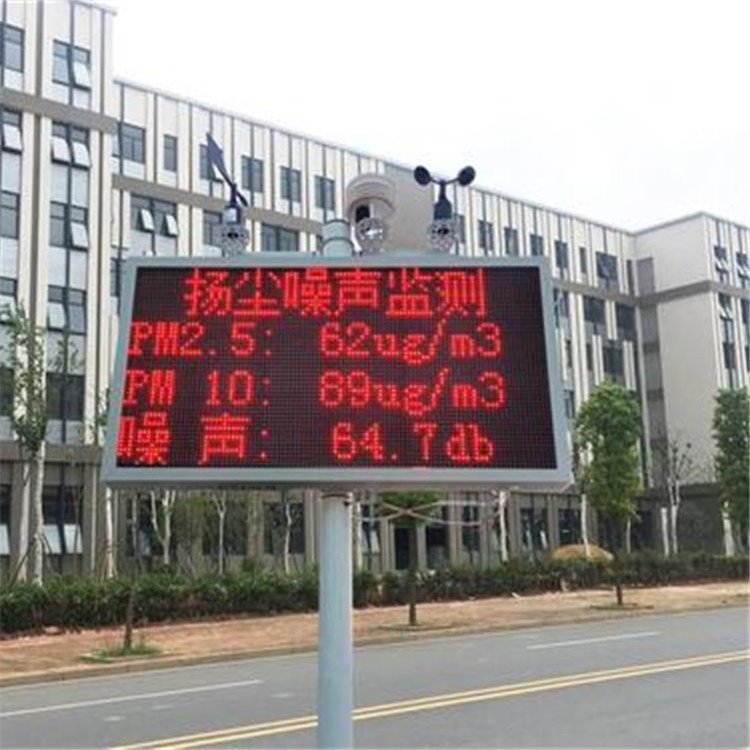 扬尘噪声监测
PM2.5: 62ug/m3
PM 10: 89ug/m3
噪 声: 64.7db